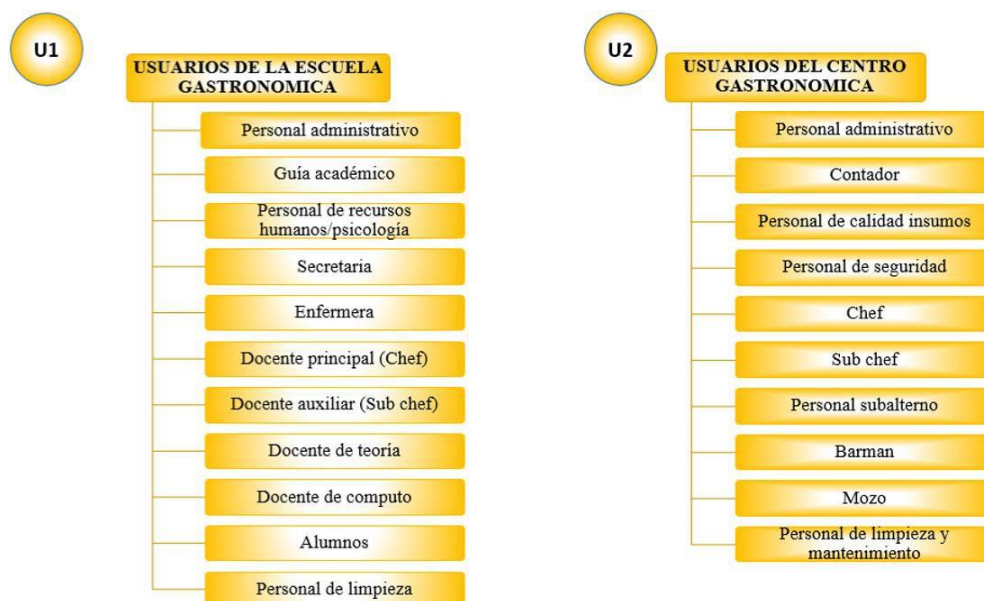 U1
USUARIOS DE LA ESCUELA
GASTRONOMICA
Personal administrativo
Guía académico
Personal de recursos
humanos/psicología
Secretaria
Enfermera
Docente principal (Chef)
Docente auxiliar (Sub chef)
Docente de teoría
Docente de computo
Alumnos
Personal de limpieza
U2
USUARIOS DEL CENTRO
GASTRONOMICA
Personal administrativo
Contador
Personal de calidad insumos
Personal de seguridad
Chef
Sub chef
Personal subalterno
Barman
Mozo
Personal de limpieza y
mantenimiento